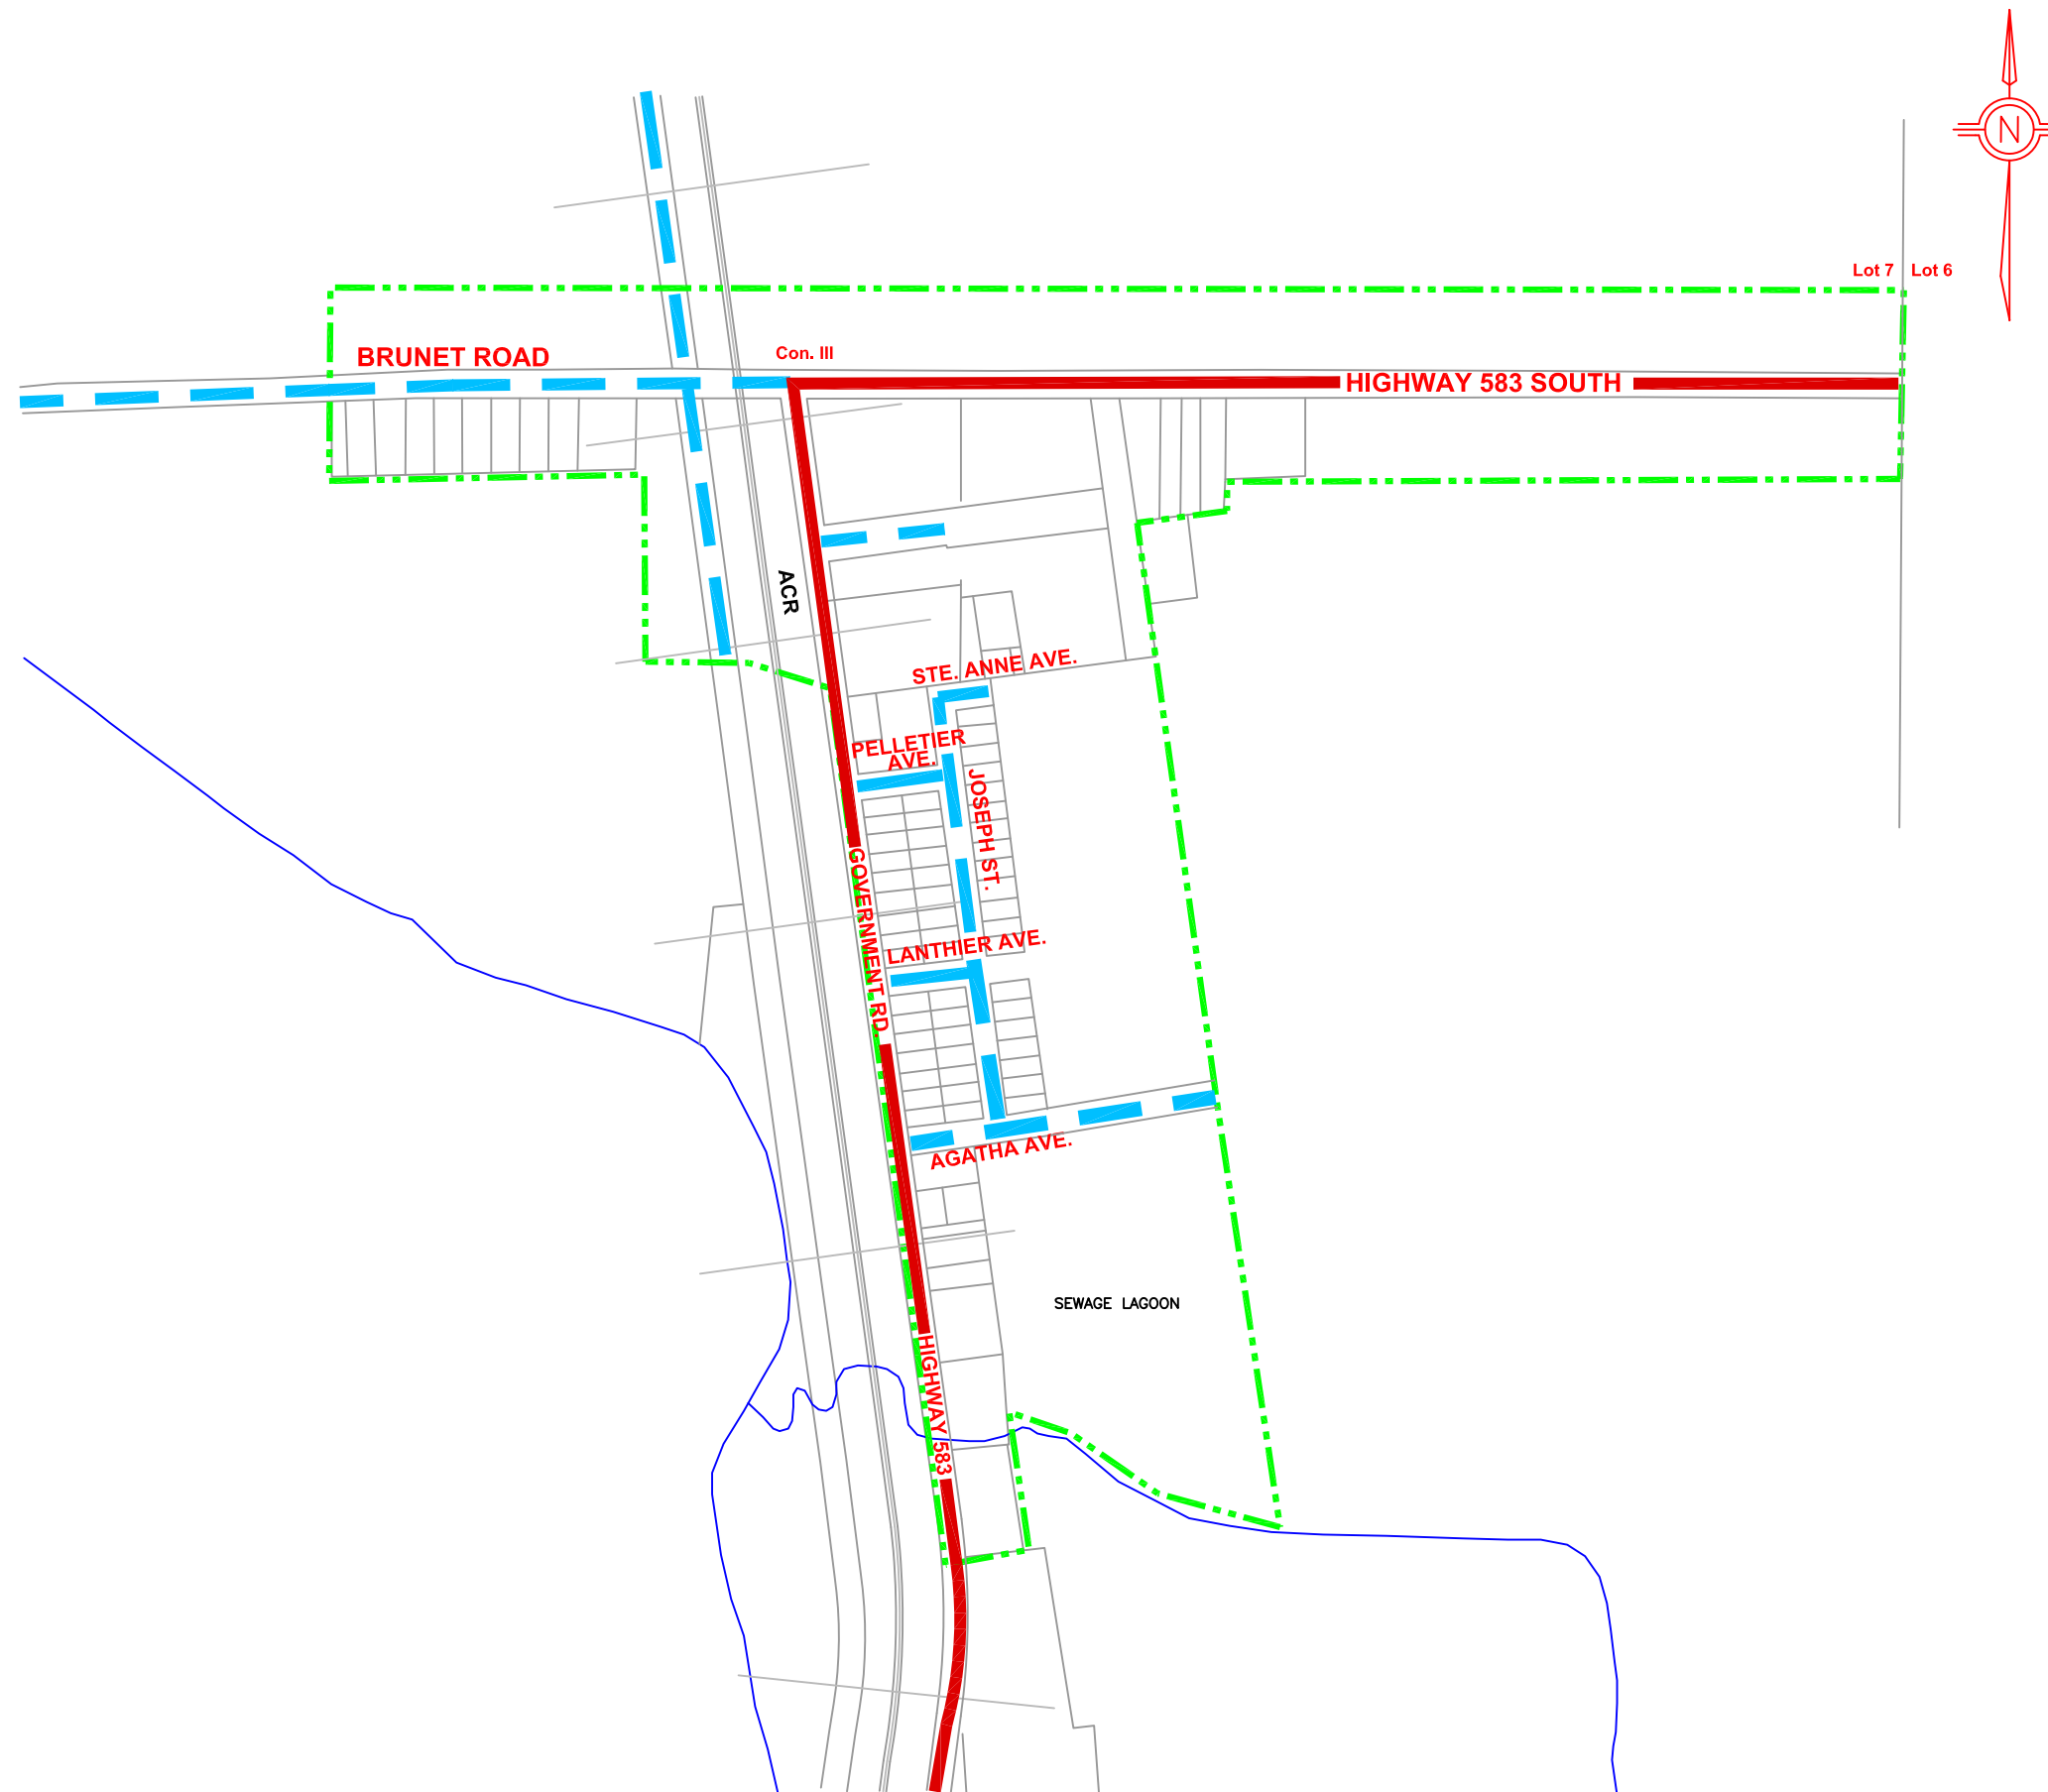 N
Lot 7 Lot 6
Con. III
BRUNET ROAD
HIGHWAY 583 SOUTH
ACR
STE. ANNE AVE.
PELLETIER
AVE.
JOSEPH ST.
GOVERNMENT RD.
LANTHIER AVE.
AGATHA AVE.
SEWAGE LAGOON
HIGHWAY 583